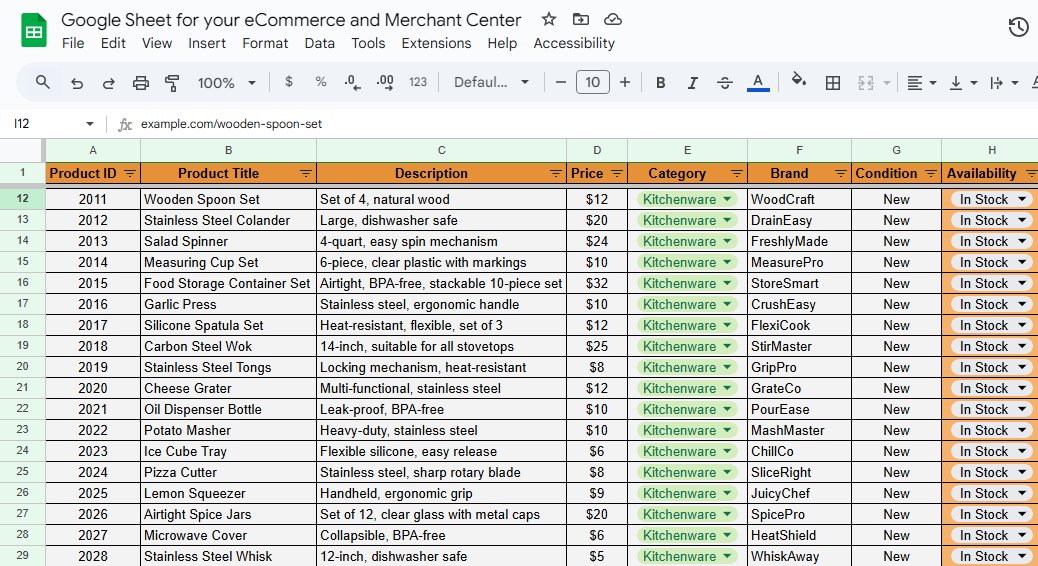 Google Sheet for your eCommerce and Merchant Center
File Edit View Insert Format Data Tools Extensions Help Accessibility
100% $ % .0 .00 123 Defaul... 10 B I A
I12 fx example.com/wooden-spoon-set
A B C D E F G H
1 Product ID Product Title Description Price Category Brand Condition Availability
12 2011 Wooden Spoon Set Set of 4, natural wood $12 Kitchenware WoodCraft New In Stock
13 2012 Stainless Steel Colander Large, dishwasher safe $20 Kitchenware DrainEasy New In Stock
14 2013 Salad Spinner 4-quart, easy spin mechanism $24 Kitchenware FreshlyMade New In Stock
15 2014 Measuring Cup Set 6-piece, clear plastic with markings $10 Kitchenware MeasurePro New In Stock
16 2015 Food Storage Container Set Airtight, BPA-free, stackable 10-piece set $32 Kitchenware StoreSmart New In Stock
17 2016 Garlic Press Stainless steel, ergonomic handle $10 Kitchenware CrushEasy New In Stock
18 2017 Silicone Spatula Set Heat-resistant, flexible, set of 3 $12 Kitchenware FlexiCook New In Stock
19 2018 Carbon Steel Wok 14-inch, suitable for all stovetops $25 Kitchenware StirMaster New In Stock
20 2019 Stainless Steel Tongs Locking mechanism, heat-resistant $8 Kitchenware GripPro New In Stock
21 2020 Cheese Grater Multi-functional, stainless steel $12 Kitchenware GrateCo New In Stock
22 2021 Oil Dispenser Bottle Leak-proof, BPA-free $10 Kitchenware PourEase New In Stock
23 2022 Potato Masher Heavy-duty, stainless steel $10 Kitchenware MashMaster New In Stock
24 2023 Ice Cube Tray Flexible silicone, easy release $6 Kitchenware ChillCo New In Stock
25 2024 Pizza Cutter Stainless steel, sharp rotary blade $8 Kitchenware SliceRight New In Stock
26 2025 Lemon Squeezer Handheld, ergonomic grip $9 Kitchenware JuicyChef New In Stock
27 2026 Airtight Spice Jars Set of 12, clear glass with metal caps $20 Kitchenware SpicePro New In Stock
28 2027 Microwave Cover Collapsible, BPA-free $6 Kitchenware HeatShield New In Stock
29 2028 Stainless Steel Whisk 12-inch, dishwasher safe $5 Kitchenware WhiskAway New In Stock